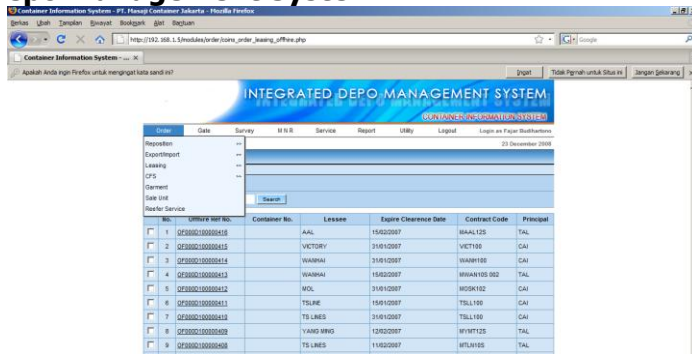 Container Information System - PT. Masaji Container Jakarta - Mozilla Firefox
Berkas Ubah Tampilan Riwayat Bookmark Alat Bantuan
http://192.168.1.5/modules/order/coins_order_leasing_offhire.php
Google
Container Information System - ...
Apakah Anda ingin Firefox untuk mengingat kata sandi ini? Ingat Tidak Pernah untuk Situs ini Jangan Sekarang
INTEGRATED DEPO MANAGEMENT SYSTEM
CONTAINER INFORMATION SYSTEM
Order Gate Survey M N R Service Report Utility Logout Login as Fajar Budihartono
Reposition 23 December 2008
Export/Import
Leasing
CFS
Garment
Sale Unit Search
Reefer Service
No. Offhire Ref No. Container No. Lessee Expire Clearence Date Contract Code Principal
1 OF000D100000416 AAL 15/02/2007 MAAL125 TAL
2 OF000D100000415 VICTORY 31/01/2007 VICT100 CAI
3 OF000D100000414 WANHAI 31/01/2007 WANH100 CAI
4 OF000D100000413 WANHAI 15/02/2007 MWAN10S 002 TAL
5 OF000D100000412 MOL 31/01/2007 MOSK102 CAI
6 OF000D100000411 TSLINE 15/01/2007 TSLL100 CAI
7 OF000D100000410 TS LINES 31/01/2007 TSLL100 CAI
8 OF000D100000409 YANG MING 12/02/2007 MYMT125 TAL
9 OF000D100000408 TS LINES 11/02/2007 MTLN10S TAL